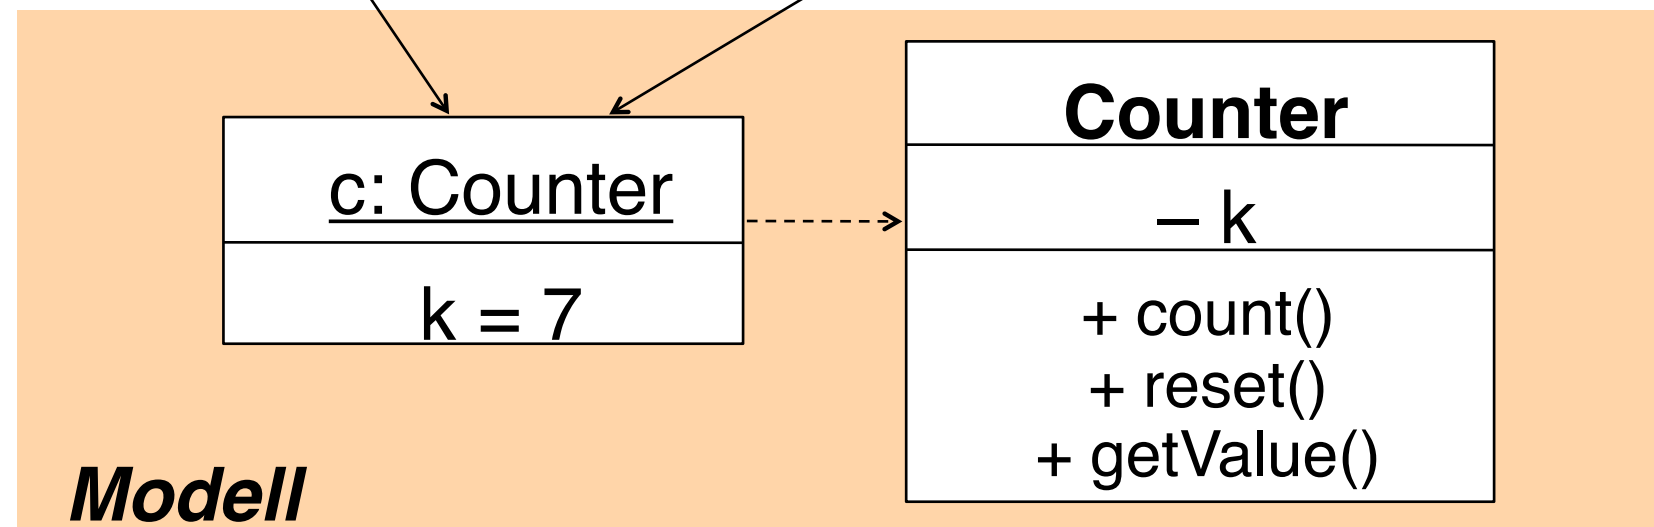 c: Counter
k = 7
Counter
– k
+ count()
+ reset()
+ getValue()
Modell